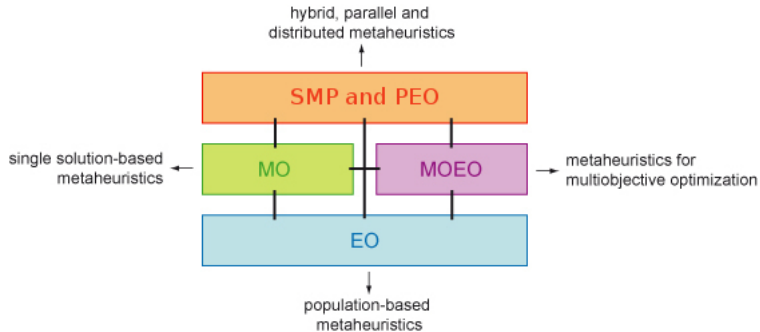 hybrid, parallel and
distributed metaheuristics
SMP and PEO
single solution-based
metaheuristics
MO
MOEO
metaheuristics for
multiobjective optimization
EO
population-based
metaheuristics